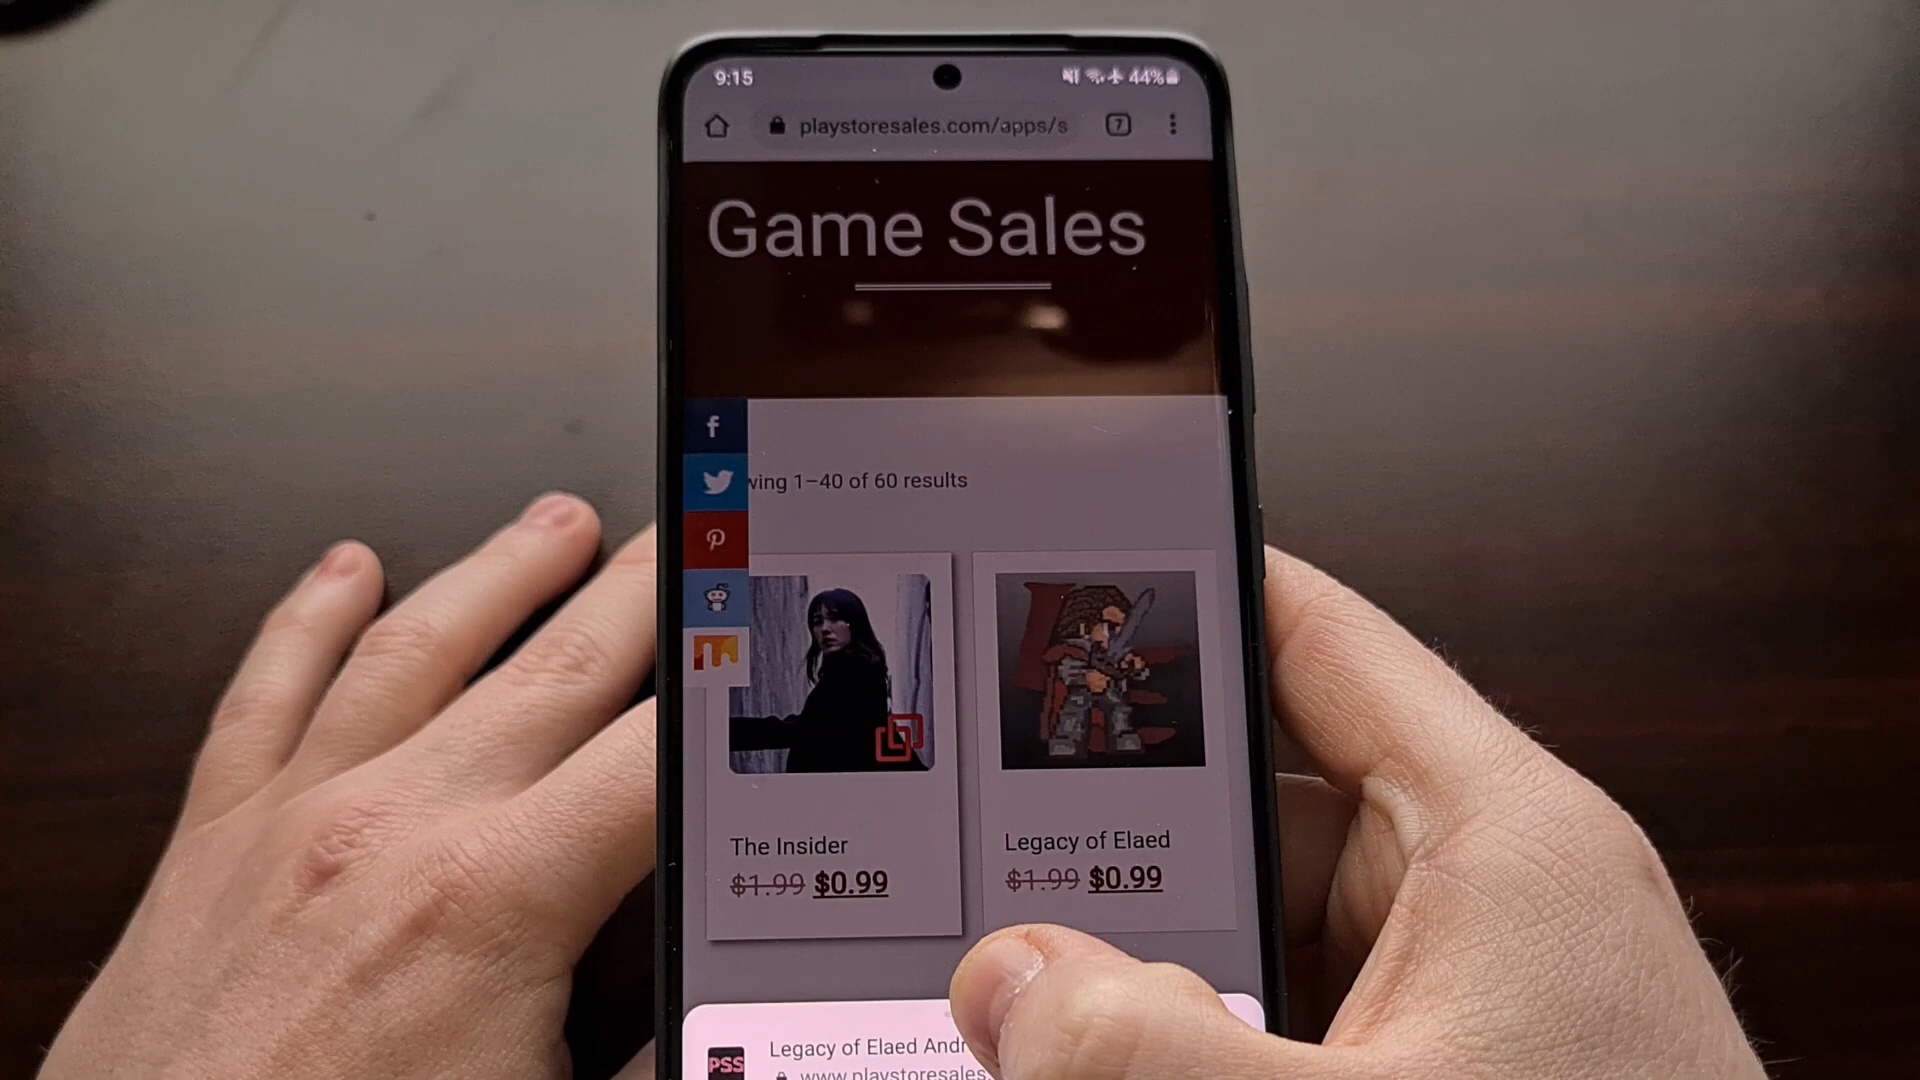 9:15
44%
playstoresales.com/apps/s
7
Game Sales
wing 1–40 of 60 results
The Insider
$1.99 $0.99
Legacy of Elaed
$1.99 $0.99
PSS
Legacy of Elaed Andr
www.playstoresales.